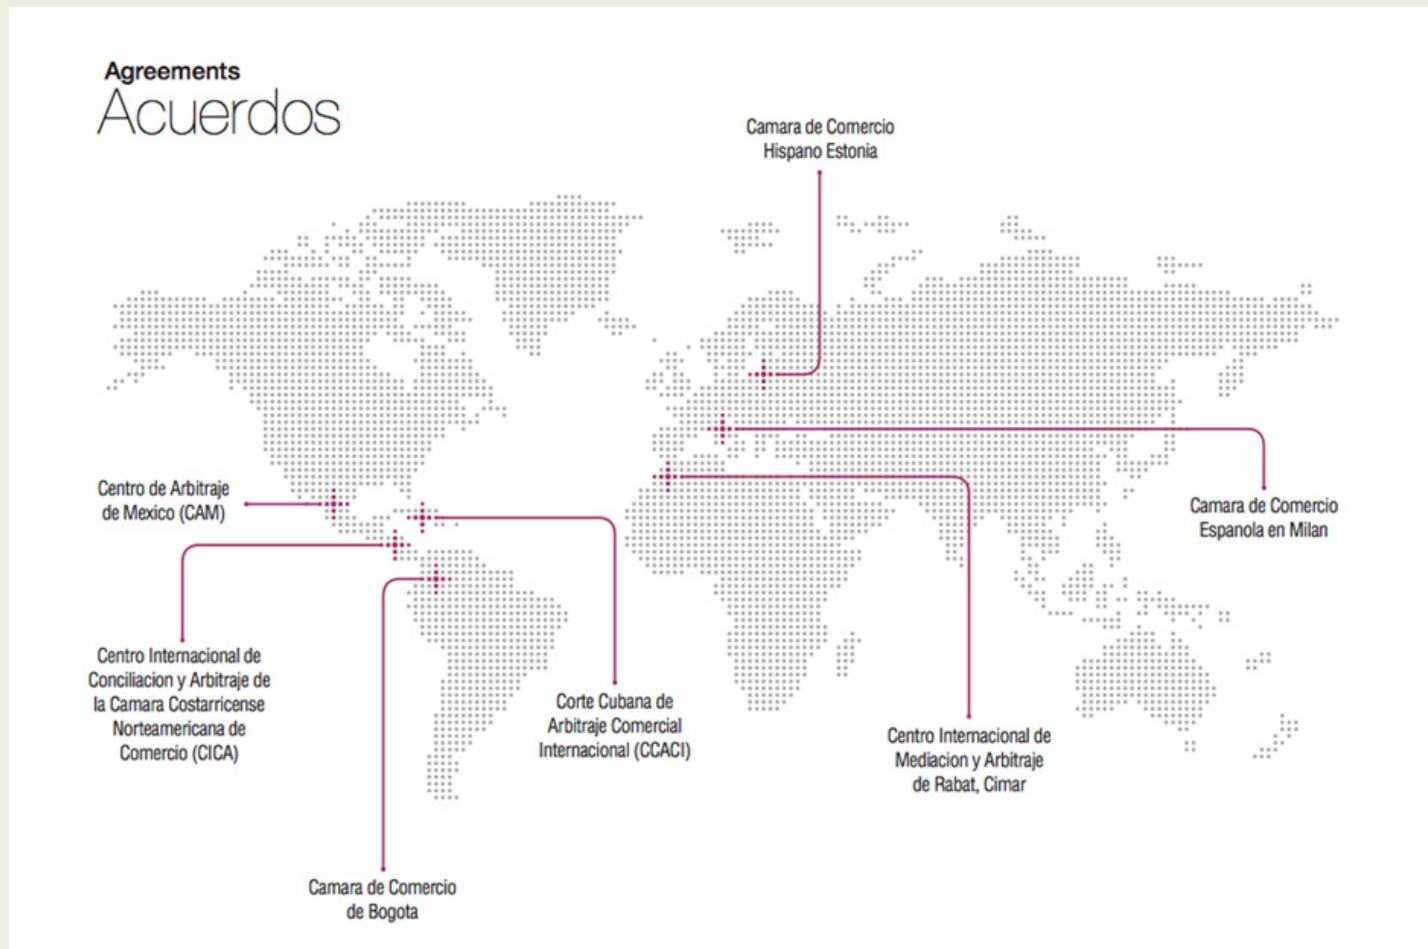 Agreements
Acuerdos
Camara de Comercio
Hispano Estonia
Centro de Arbitraje
de Mexico (CAM)
Camara de Comercio
Espanola en Milan
Centro Internacional de
Conciliacion y Arbitraje de
la Camara Costarricense
Norteamericana de
Comercio (CICA)
Corte Cubana de
Arbitraje Comercial
Internacional (CCACI)
Centro Internacional de
Mediacion y Arbitraje
de Rabat, Cimar
Camara de Comercio
de Bogota